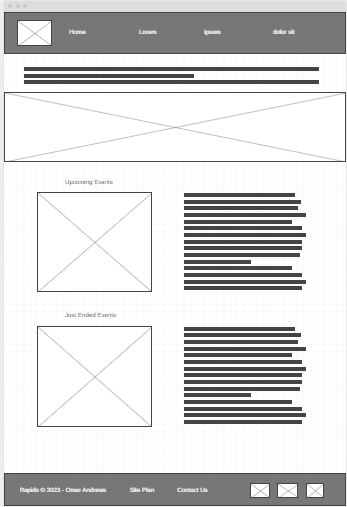 Home Lorem ipsum dolor sit
Upcoming Events
Just Ended Events
Rapids © 2023 - Omar Andrews Site Plan Contact Us